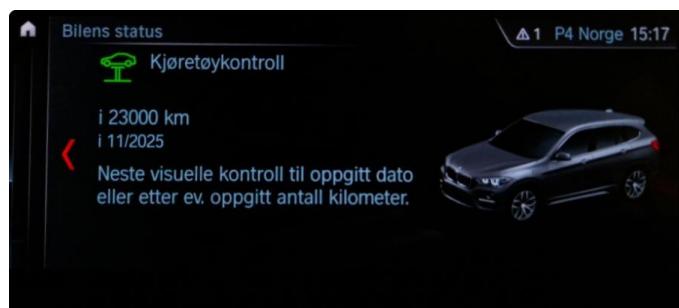 Bilens status
1 P4 Norge 15:17
Kjøretøykontroll
i 23000 km
i 11/2025
Neste visuelle kontroll til oppgitt dato
eller etter ev. oppgitt antall kilometer.